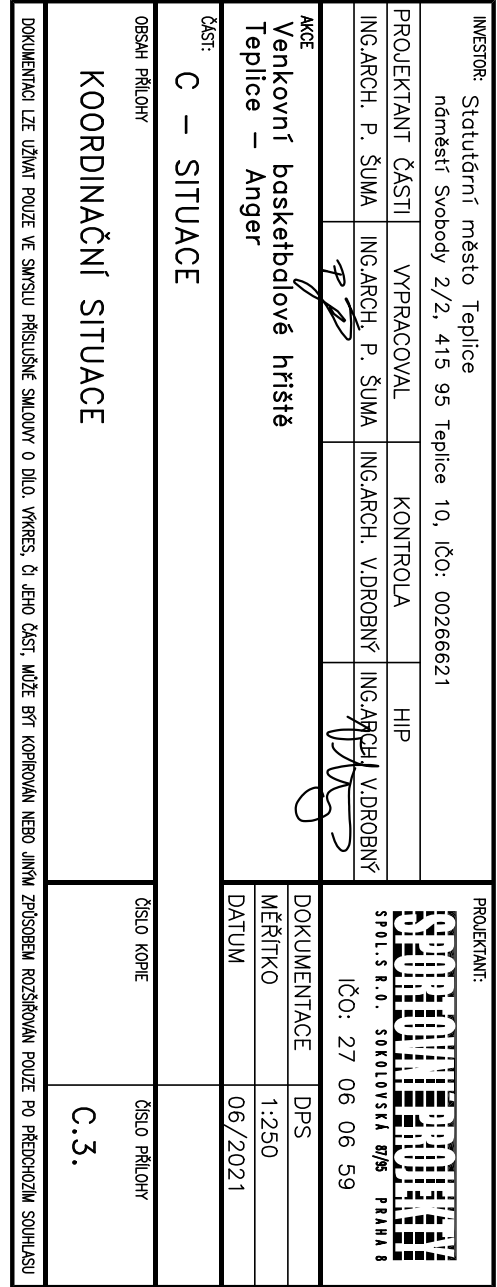 INVESTOR: Statutární město Teplice
náměstí Svobody 2/2, 415 95 Teplice 10, IČO: 00266621
PROJEKTANT ČÁSTI VYPRACOVAL KONTROLA HIP
ING.ARCH. P. ŠUMA ING.ARCH. P. ŠUMA ING.ARCH. V.DROBNÝ ING.ARCH. V.DROBNÝ
PROJEKTANT:
SPORTOVNÍ PROJEKTY
SPOL.S R.O. SOKOLOVSKÁ 87/95 PRAHA 8
IČO: 27 06 06 59
AKCE
Venkovní basketbalové hřiště
Teplice – Anger
DOKUMENTACE DPS
MĚŘÍTKO 1:250
DATUM 06/2021
ČÁST:
C – SITUACE
OBSAH PŘÍLOHY
KOORDINAČNÍ SITUACE
ČÍSLO KOPIE
ČÍSLO PŘÍLOHY
C.3.
DOKUMENTACI LZE UŽÍVAT POUZE VE SMYSLU PŘÍSLUŠNÉ SMLOUVY O DÍLO. VÝKRES, ČI JEHO ČÁST, MŮŽE BÝT KOPÍROVÁN NEBO JINÝM ZPŮSOBEM ROZŠIŘOVÁN POUZE PO PŘEDCHOZÍM SOUHLASU